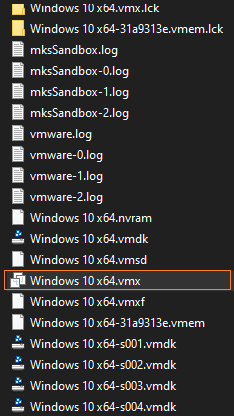 Windows 10 x64.vmx.lck
Windows 10 x64-31a9313e.vmem.lck
mksSandbox.log
mksSandbox-0.log
mksSandbox-1.log
mksSandbox-2.log
vmware.log
vmware-0.log
vmware-1.log
vmware-2.log
Windows 10 x64.nvram
Windows 10 x64.vmdk
Windows 10 x64.vmsd
Windows 10 x64.vmx
Windows 10 x64.vmxf
Windows 10 x64-31a9313e.vmem
Windows 10 x64-s001.vmdk
Windows 10 x64-s002.vmdk
Windows 10 x64-s003.vmdk
Windows 10 x64-s004.vmdk